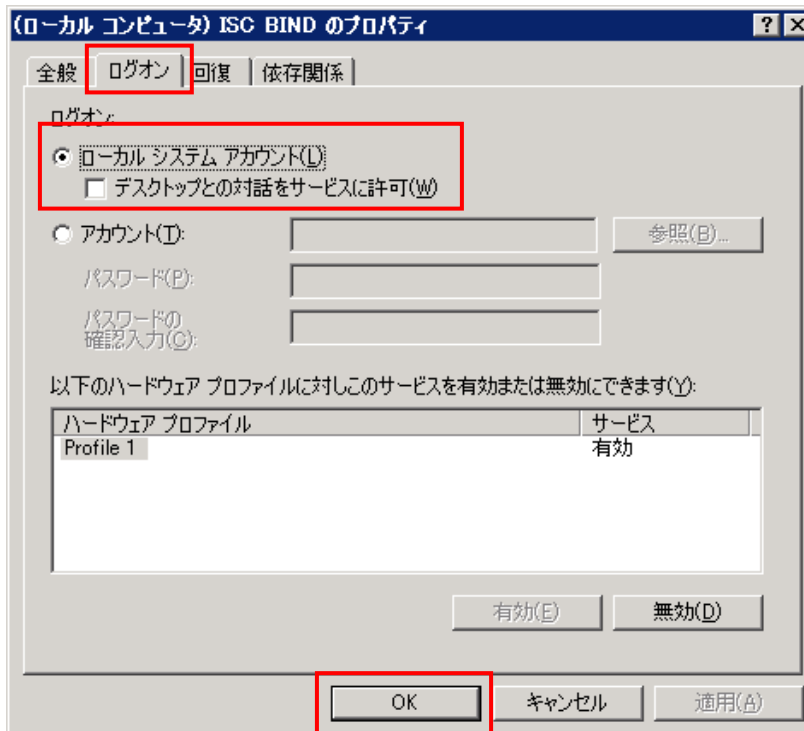 (ローカル コンピュータ) ISC BIND のプロパティ
全般 ログオン 回復 依存関係
ログオン:
ローカル システム アカウント(L)
デスクトップとの対話をサービスに許可(W)
アカウント(T): 参照(B)...
パスワード(P):
パスワードの
確認入力(C):
以下のハードウェア プロファイルに対しこのサービスを有効または無効にできます(Y):
ハードウェア プロファイル サービス
Profile 1 有効
有効(E) 無効(D)
OK キャンセル 適用(A)